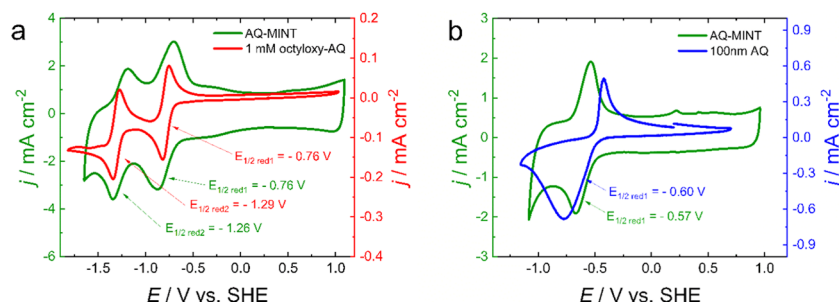 a
AQ-MINT
1 mM octyloxy-AQ
j / mA cm-2
4
2
0
-2
-4
-6
0.2
0.1
0.0
-0.1
-0.2
-0.3
-0.4
j / mA cm-2
E1/2 red1 = - 0.76 V
E1/2 red1 = - 0.76 V
E1/2 red2 = - 1.29 V
E1/2 red2 = - 1.26 V
-1.5 -1.0 -0.5 0.0 0.5 1.0
E / V vs. SHE
b
AQ-MINT
100nm AQ
j / mA cm-2
3
2
1
0
-1
-2
-3
0.9
0.6
0.3
0.0
-0.3
-0.6
-0.9
j / mA cm-2
E1/2 red1 = - 0.60 V
E1/2 red1 = - 0.57 V
-1.0 -0.5 0.0 0.5 1.0
E / V vs. SHE